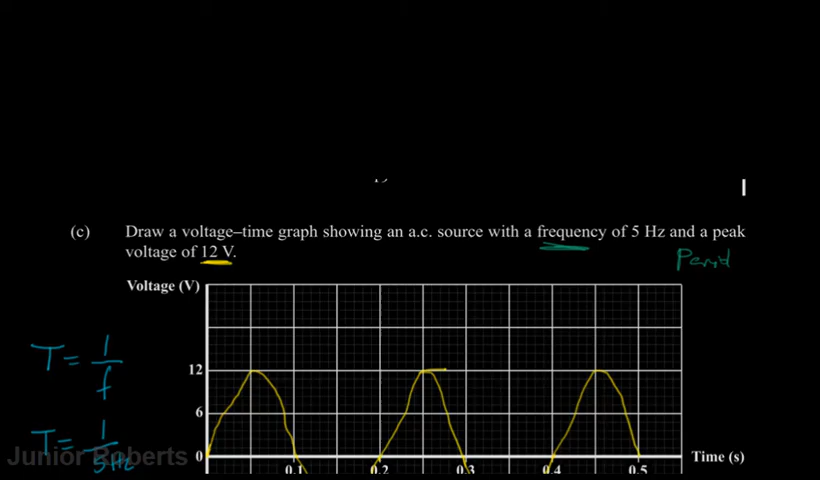 (c) Draw a voltage–time graph showing an a.c. source with a frequency of 5 Hz and a peak
voltage of 12 V.
Period
Voltage (V)
T = 1/f
12
6
T = 1/5Hz
Junior Roberts
0
Time (s)
0.1 0.2 0.3 0.4 0.5